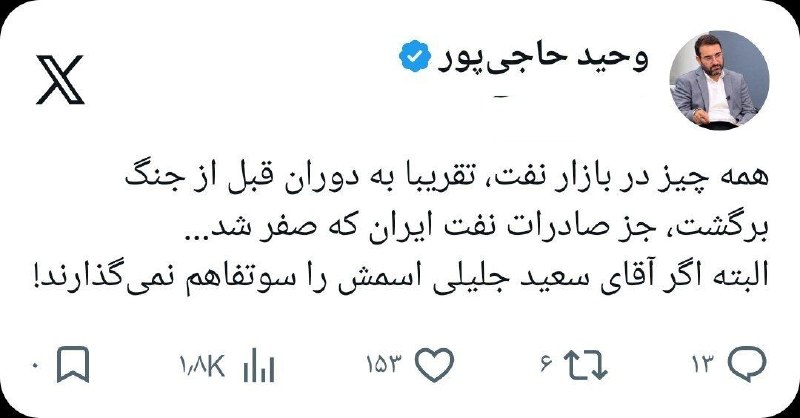 وحید حاجی‌پور
همه چیز در بازار نفت، تقریبا به دوران قبل از جنگ
برگشت، جز صادرات نفت ایران که صفر شد...
البته اگر آقای سعید جلیلی اسمش را سوتفاهم نمی‌گذارند!
۱۳ ۶ ۱۵۳ ۱٫۸K ۰